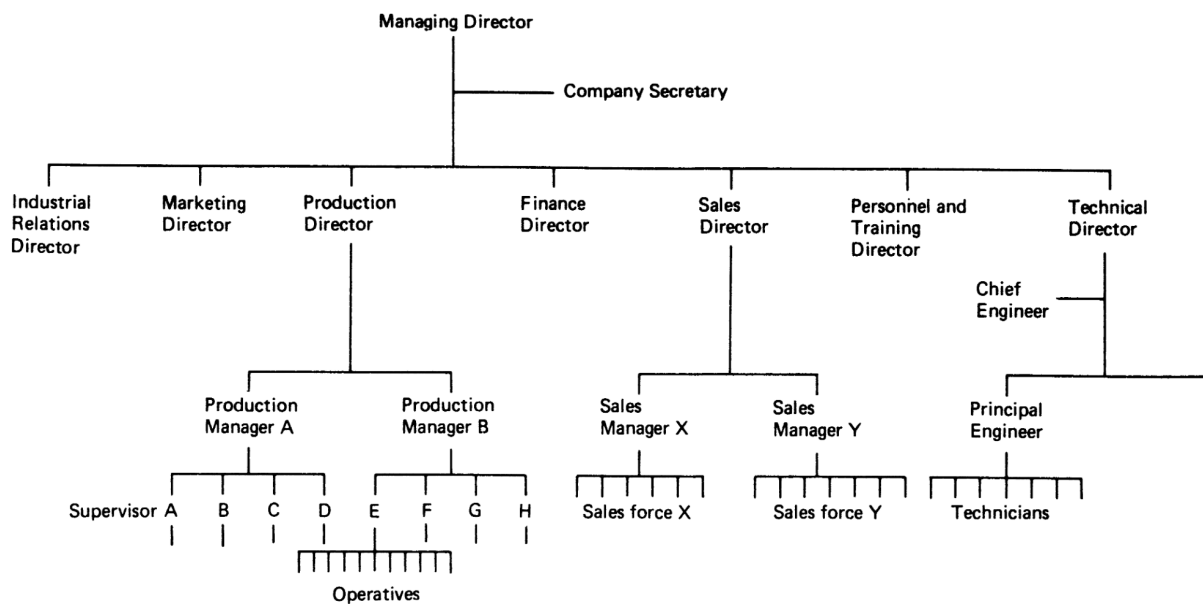 Managing Director
Company Secretary
Industrial
Relations
Director
Marketing
Director
Production
Director
Finance
Director
Sales
Director
Personnel and
Training
Director
Technical
Director
Chief
Engineer
Production
Manager A
Production
Manager B
Sales
Manager X
Sales
Manager Y
Principal
Engineer
Supervisor A B C D E F G H
Sales force X
Sales force Y
Technicians
Operatives